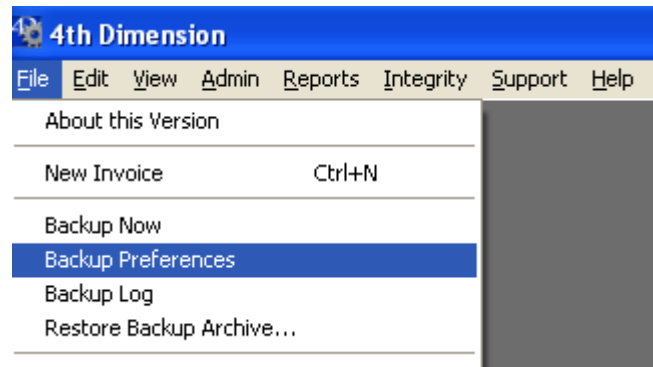 4th Dimension
File Edit View Admin Reports Integrity Support Help
About this Version
New Invoice Ctrl+N
Backup Now
Backup Preferences
Backup Log
Restore Backup Archive...